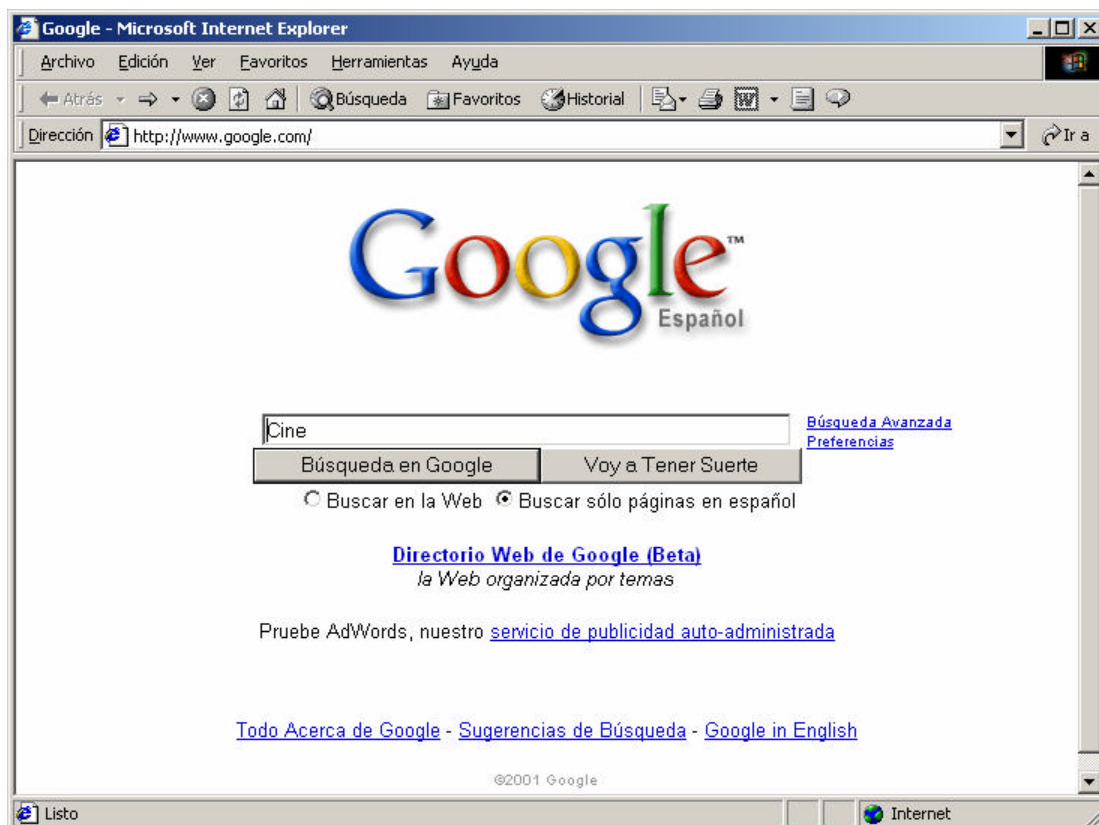 Google - Microsoft Internet Explorer
Archivo Edición Ver Favoritos Herramientas Ayuda
Atrás Búsqueda Favoritos Historial
Dirección http://www.google.com/ Ir a
Google™
Español
Cine
Búsqueda Avanzada
Preferencias
Búsqueda en Google Voy a Tener Suerte
Buscar en la Web Buscar sólo páginas en español
Directorio Web de Google (Beta)
la Web organizada por temas
Pruebe AdWords, nuestro servicio de publicidad auto-administrada
Todo Acerca de Google - Sugerencias de Búsqueda - Google in English
©2001 Google
Listo Internet